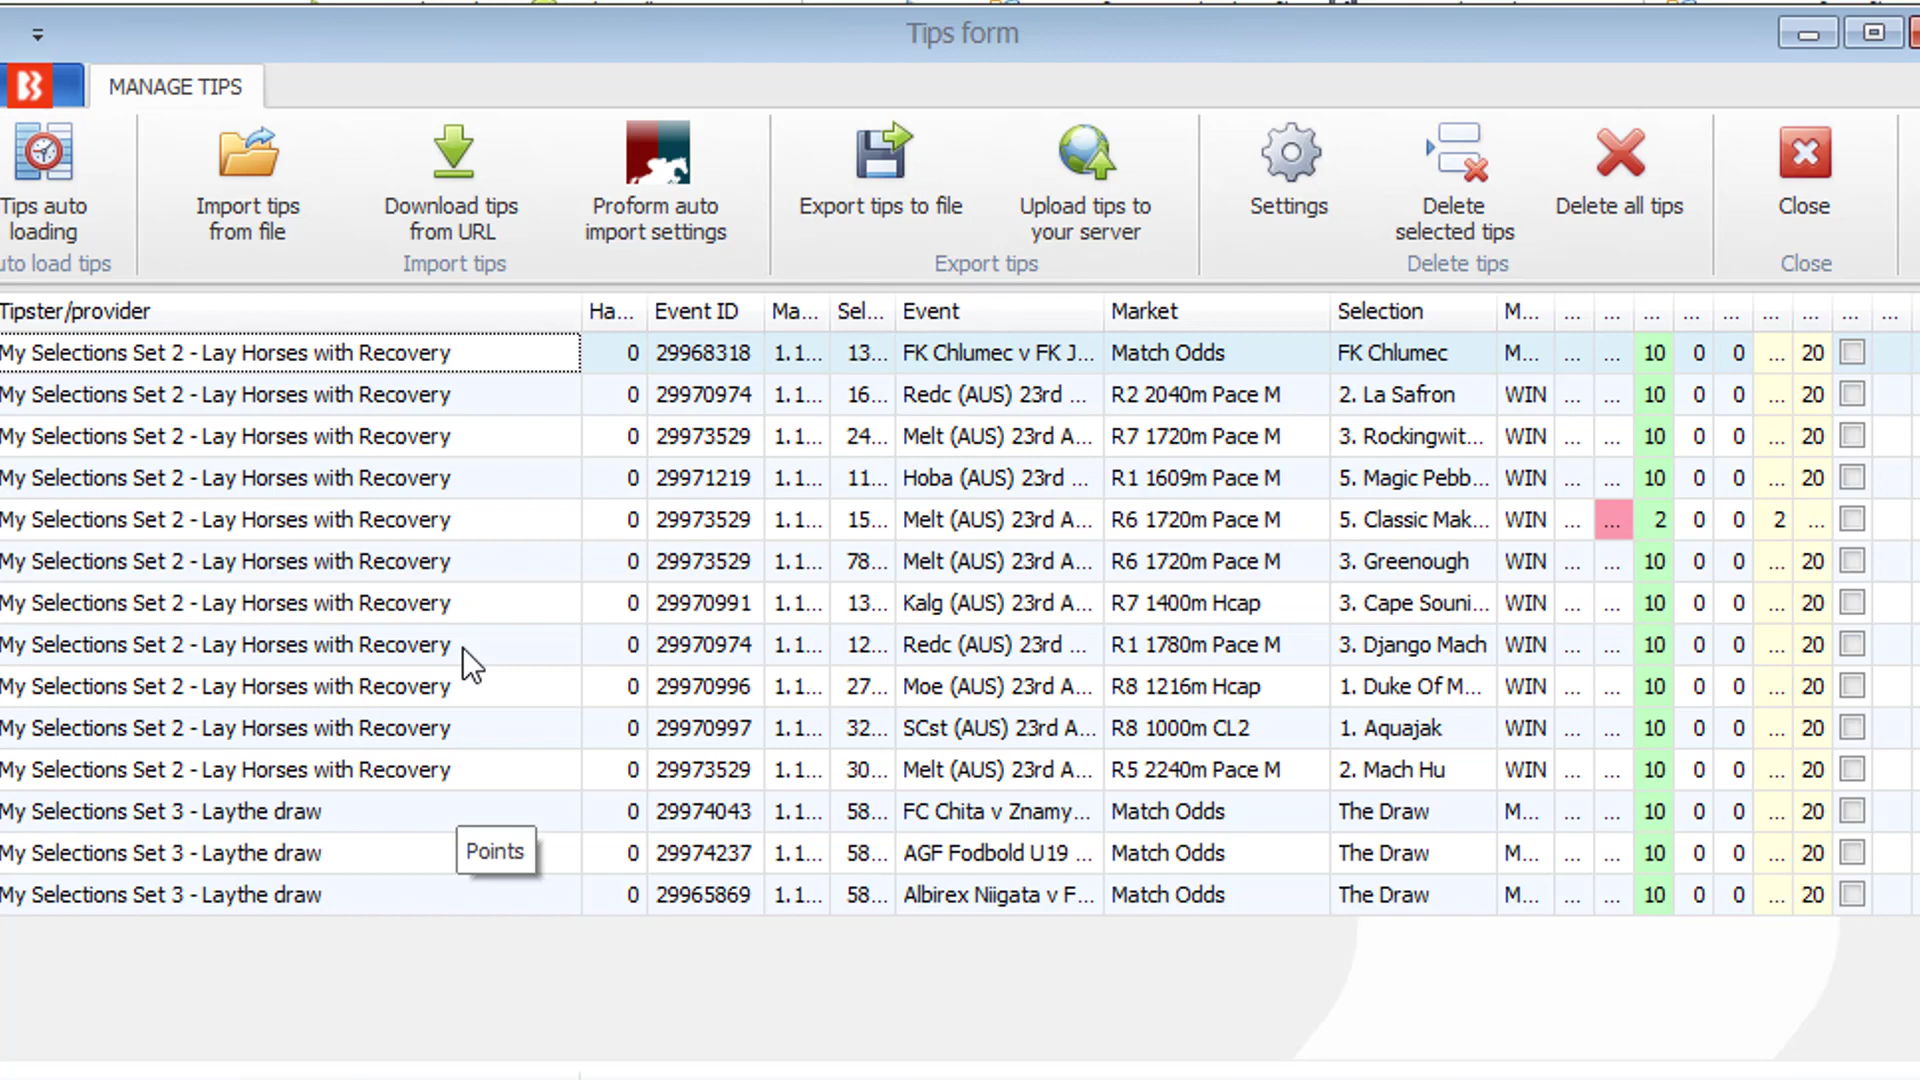 Tips form
MANAGE TIPS
Tips auto loading
Import tips from file
Download tips from URL
Proform auto import settings
Export tips to file
Upload tips to your server
Settings
Delete selected tips
Delete all tips
Close
uto load tips
Import tips
Export tips
Delete tips
Close
Tipster/provider Ha... Event ID Ma... Sel... Event Market Selection M... ... ... ... ... ... ... ... ... ...
My Selections Set 2 - Lay Horses with Recovery 0 29968318 1.1... 13... FK Chlumec v FK J... Match Odds FK Chlumec M... ... ... 10 0 0 ... 20
My Selections Set 2 - Lay Horses with Recovery 0 29970974 1.1... 16... Redc (AUS) 23rd ... R2 2040m Pace M 2. La Safron WIN ... ... 10 0 0 ... 20
My Selections Set 2 - Lay Horses with Recovery 0 29973529 1.1... 24... Melt (AUS) 23rd A... R7 1720m Pace M 3. Rockingwit... WIN ... ... 10 0 0 ... 20
My Selections Set 2 - Lay Horses with Recovery 0 29971219 1.1... 11... Hoba (AUS) 23rd ... R1 1609m Pace M 5. Magic Pebb... WIN ... ... 10 0 0 ... 20
My Selections Set 2 - Lay Horses with Recovery 0 29973529 1.1... 15... Melt (AUS) 23rd A... R6 1720m Pace M 5. Classic Mak... WIN ... ... 2 0 0 2 ...
My Selections Set 2 - Lay Horses with Recovery 0 29973529 1.1... 78... Melt (AUS) 23rd A... R6 1720m Pace M 3. Greenough WIN ... ... 10 0 0 ... 20
My Selections Set 2 - Lay Horses with Recovery 0 29970991 1.1... 13... Kalg (AUS) 23rd A... R7 1400m Hcap 3. Cape Souni... WIN ... ... 10 0 0 ... 20
My Selections Set 2 - Lay Horses with Recovery 0 29970974 1.1... 12... Redc (AUS) 23rd ... R1 1780m Pace M 3. Django Mach WIN ... ... 10 0 0 ... 20
My Selections Set 2 - Lay Horses with Recovery 0 29970996 1.1... 27... Moe (AUS) 23rd A... R8 1216m Hcap 1. Duke Of M... WIN ... ... 10 0 0 ... 20
My Selections Set 2 - Lay Horses with Recovery 0 29970997 1.1... 32... SCst (AUS) 23rd A... R8 1000m CL2 1. Aquajak WIN ... ... 10 0 0 ... 20
My Selections Set 2 - Lay Horses with Recovery 0 29973529 1.1... 30... Melt (AUS) 23rd A... R5 2240m Pace M 2. Mach Hu WIN ... ... 10 0 0 ... 20
My Selections Set 3 - Laythe draw 0 29974043 1.1... 58... FC Chita v Znamy... Match Odds The Draw M... ... ... 10 0 0 ... 20
My Selections Set 3 - Laythe draw 0 29974237 1.1... 58... AGF Fodbold U19 ... Match Odds The Draw M... ... ... 10 0 0 ... 20
Points
My Selections Set 3 - Laythe draw 0 29965869 1.1... 58... Albirex Niigata v F... Match Odds The Draw M... ... ... 10 0 0 ... 20